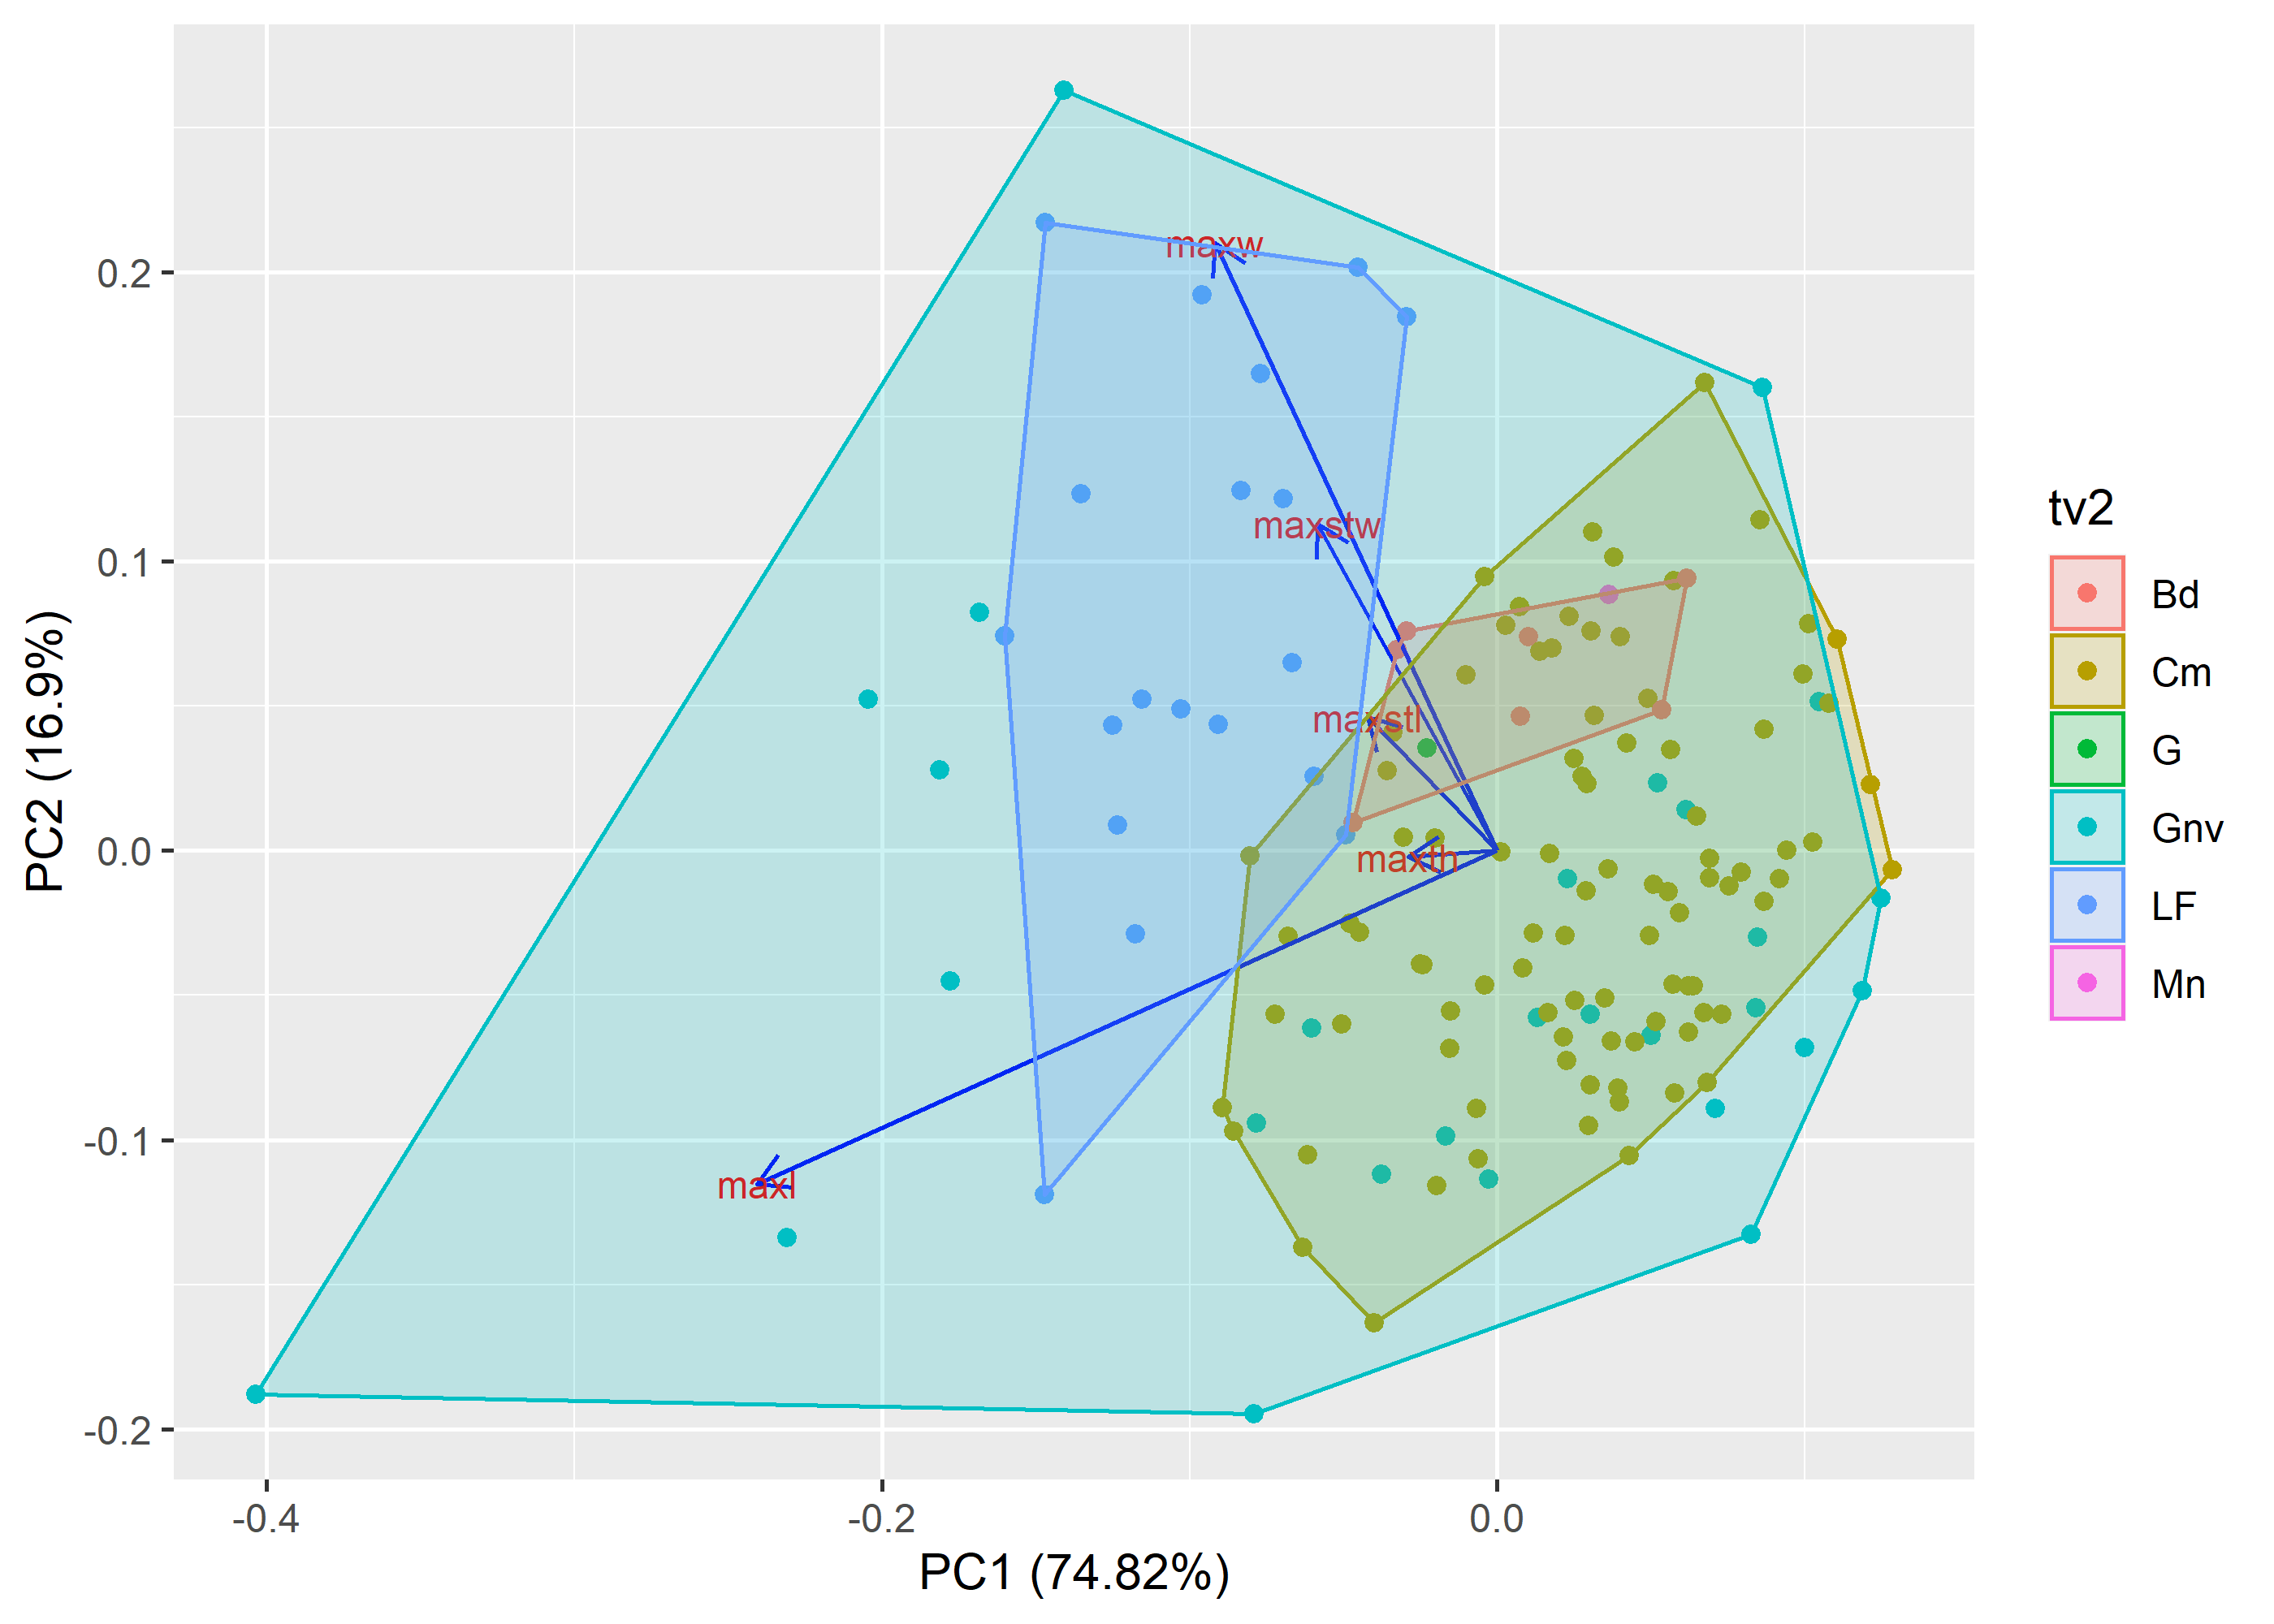 maxw
maxstw
maxstl
maxth
maxl
0.2
0.1
0.0
-0.1
-0.2
PC2 (16.9%)
-0.4
-0.2
0.0
PC1 (74.82%)
tv2
Bd
Cm
G
Gnv
LF
Mn